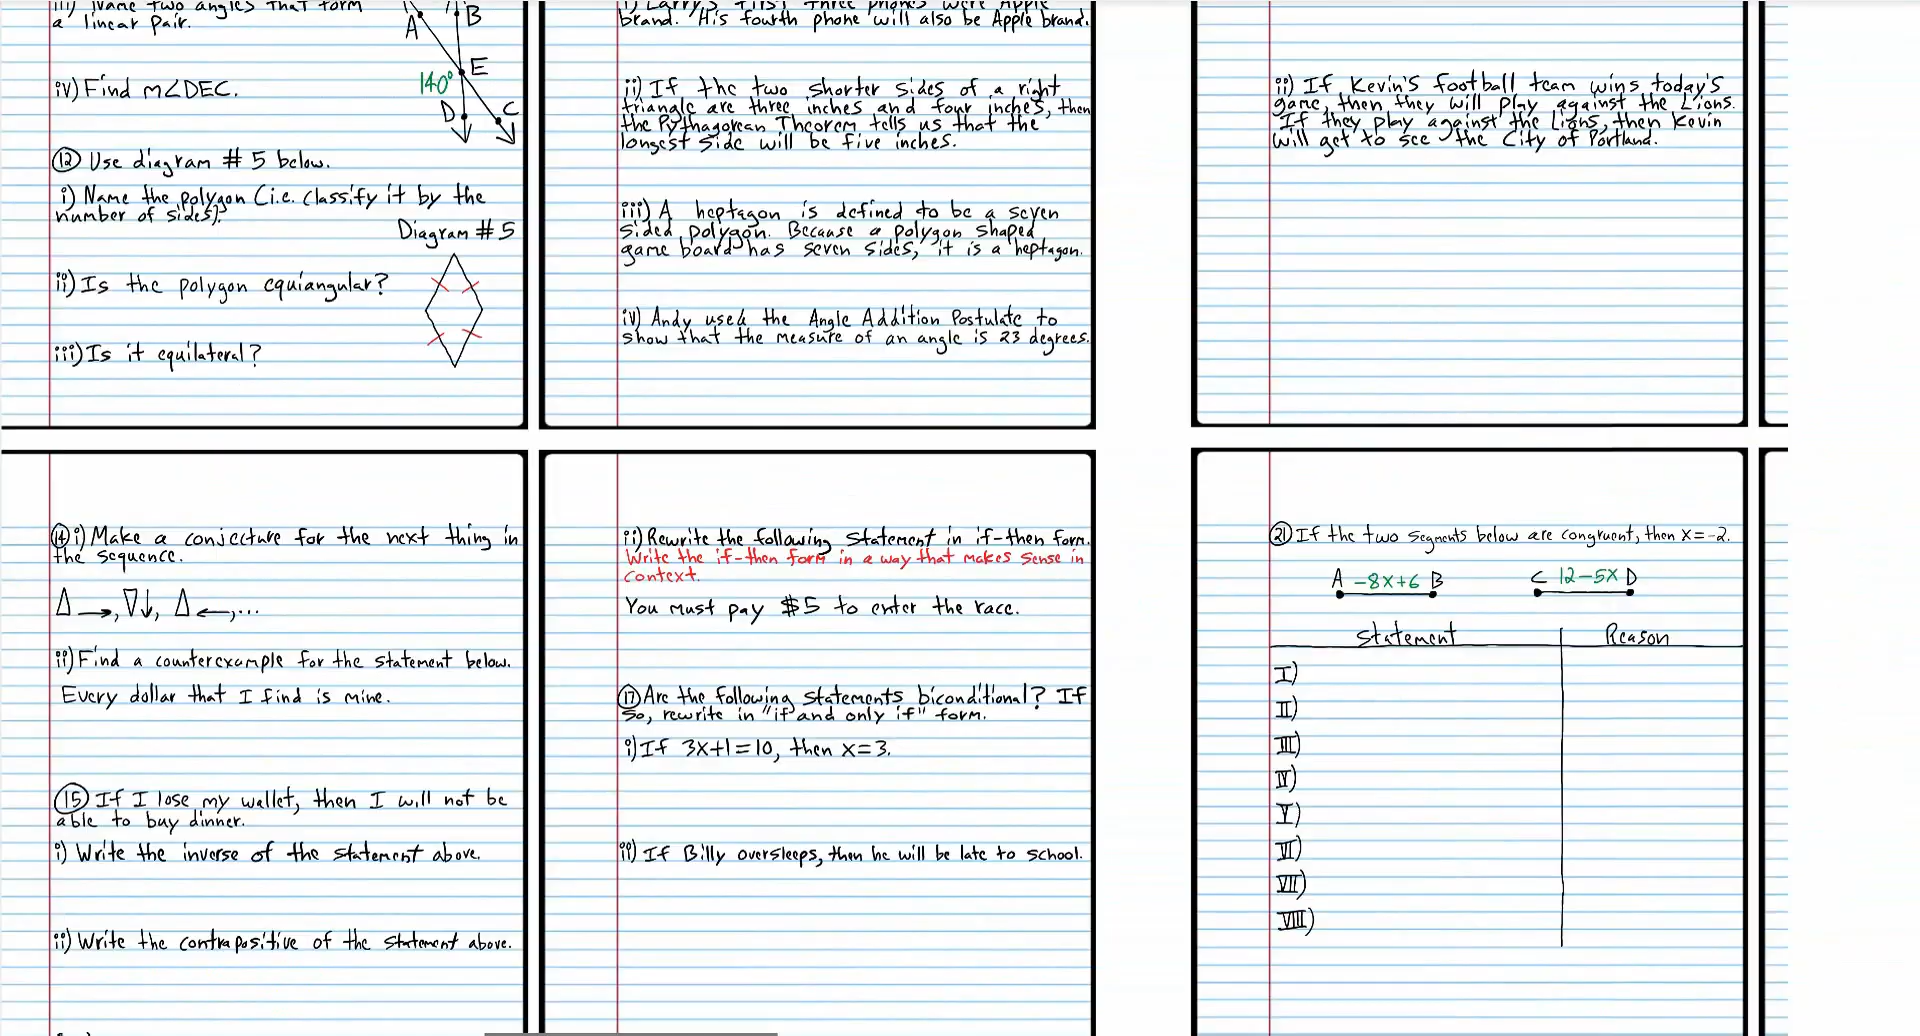 iii) Name two angles that form
a linear pair.
A
B
iv) Find m∠DEC.
E
140°
D
C
⑫ Use diagram # 5 below.
i) Name the polygon (i.e. classify it by the
number of sides).
Diagram # 5
ii) Is the polygon equiangular?
iii) Is it equilateral?
i) Larry's first three phones were Apple
brand. His fourth phone will also be Apple brand.
ii) If the two shorter sides of a right
triangle are three inches and four inches, then
the Pythagorean Theorem tells us that the
longest side will be five inches.
iii) A heptagon is defined to be a seven
sided polygon. Because a polygon shaped
game board has seven sides, it is a heptagon.
iv) Andy used the Angle Addition Postulate to
show that the measure of an angle is 23 degrees.
ii) If Kevin's football team wins today's
game, then they will play against the Lions.
If they play against the Lions, then Kevin
will get to see the City of Portland.
⑭ i) Make a conjecture for the next thing in
the sequence.
△→, ▽↓, △←,...
ii) Find a counterexample for the statement below.
Every dollar that I find is mine.
⑮ If I lose my wallet, then I will not be
able to buy dinner.
i) Write the inverse of the statement above.
ii) Write the contrapositive of the statement above.
ii) Rewrite the following statement in if-then form.
Write the if-then form in a way that makes sense in
context.
You must pay $5 to enter the race.
⑰ Are the following statements biconditional? If
so, rewrite in "if and only if" form.
i) If 3x+1=10, then x=3.
ii) If Billy oversleeps, then he will be late to school.
㉑ If the two segments below are congruent, then x=-2.
A -8x+6 B
C 12-5x D
Statement
Reason
I)
II)
III)
IV)
V)
VI)
VII)
VIII)